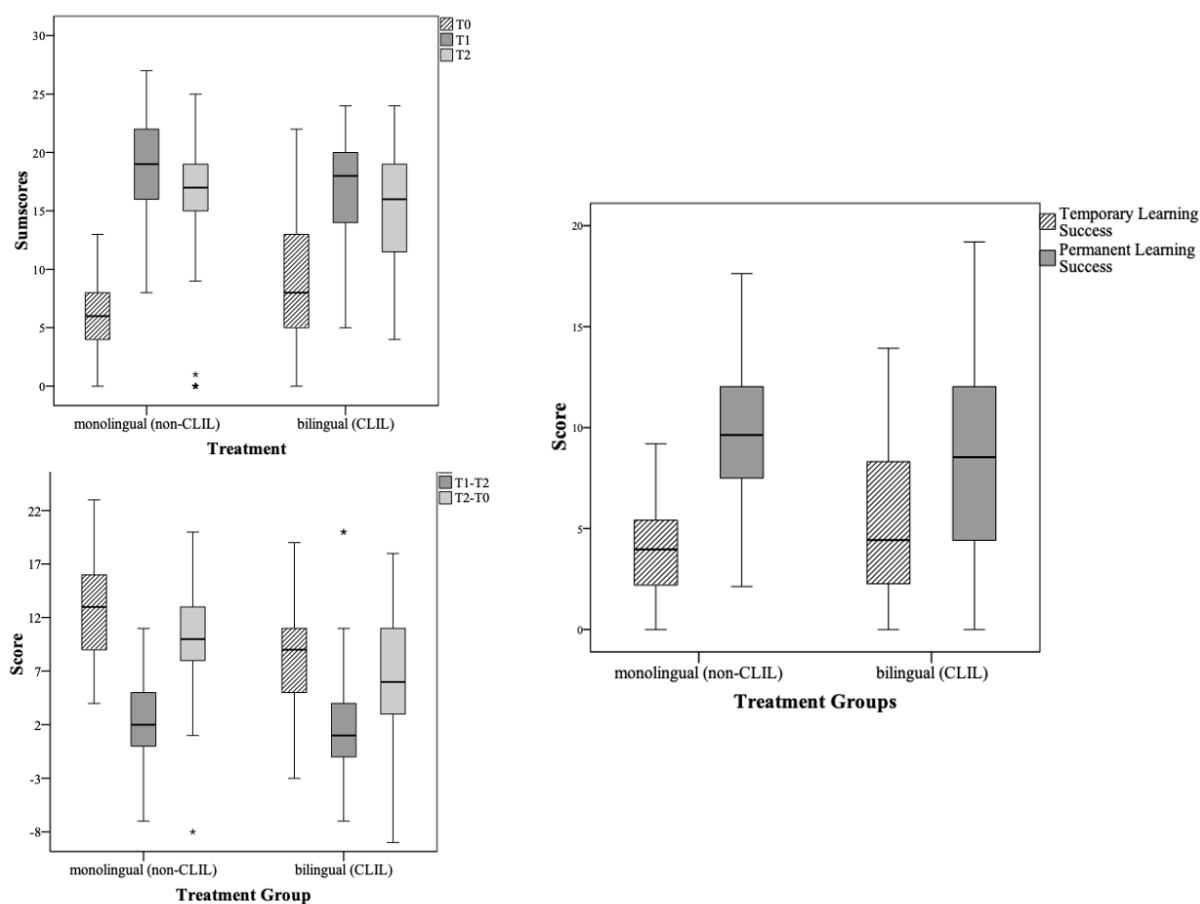 T0
T1
T2
30
25
20
15
10
5
0
Sumscores
*
*
monolingual (non-CLIL)
bilingual (CLIL)
Treatment
T1-T2
T2-T0
22
17
12
7
2
-3
-8
Score
*
*
monolingual (non-CLIL)
bilingual (CLIL)
Treatment Group
Temporary Learning
Success
Permanent Learning
Success
20
15
10
5
0
Score
monolingual (non-CLIL)
bilingual (CLIL)
Treatment Groups